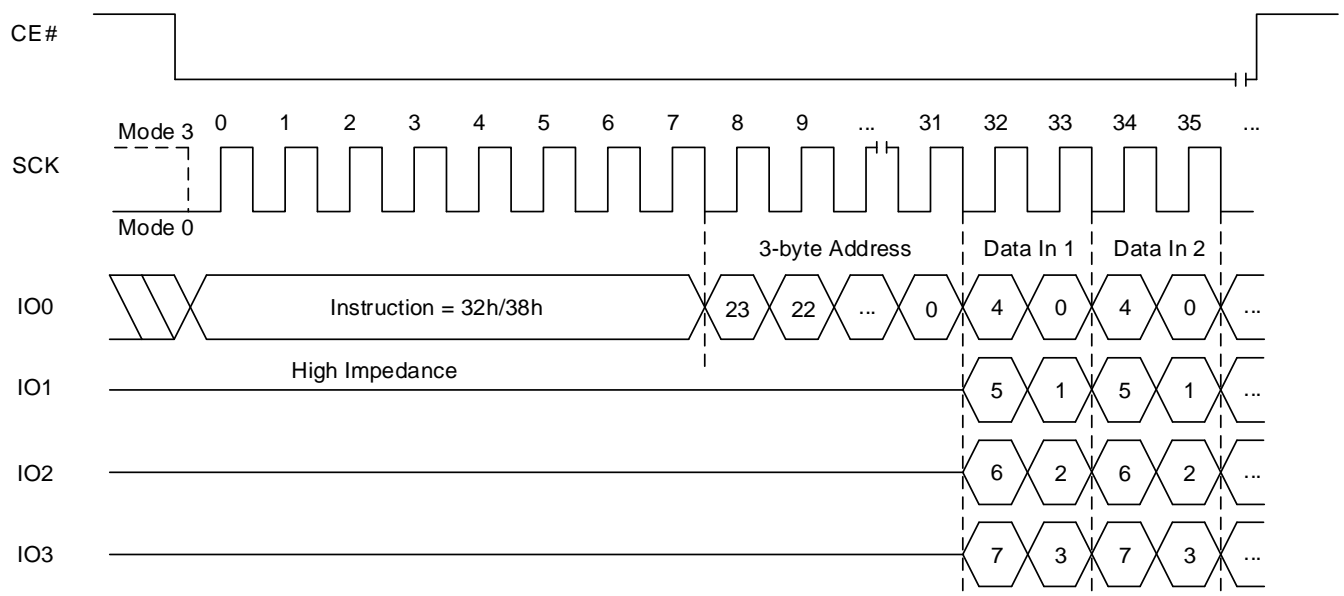 CE#
Mode 3 0 1 2 3 4 5 6 7 8 9 ... 31 32 33 34 35 ...
SCK
Mode 0
3-byte Address Data In 1 Data In 2
IO0 Instruction = 32h/38h 23 22 ... 0 4 0 4 0 ...
High Impedance
IO1 5 1 5 1 ...
IO2 6 2 6 2 ...
IO3 7 3 7 3 ...